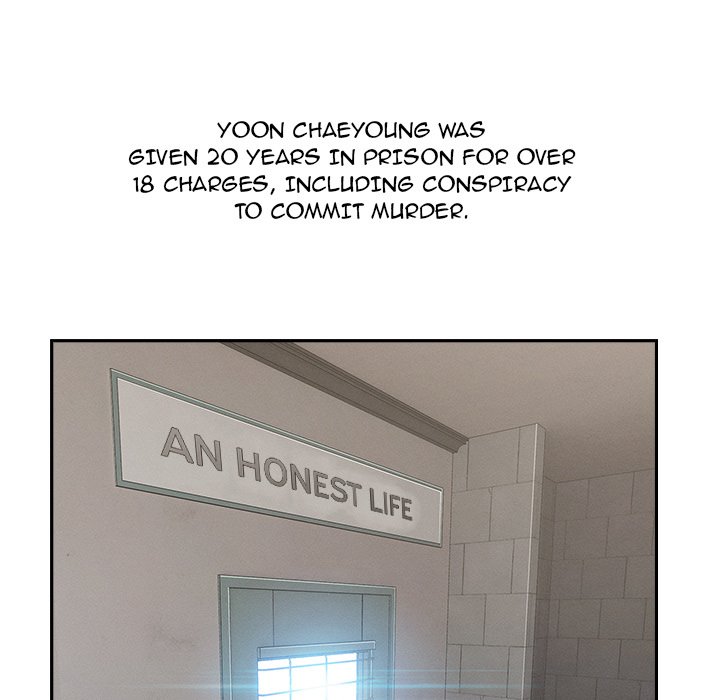 YOON CHAEYOUNG WAS
GIVEN 20 YEARS IN PRISON FOR OVER
18 CHARGES, INCLUDING CONSPIRACY
TO COMMIT MURDER.
AN HONEST LIFE